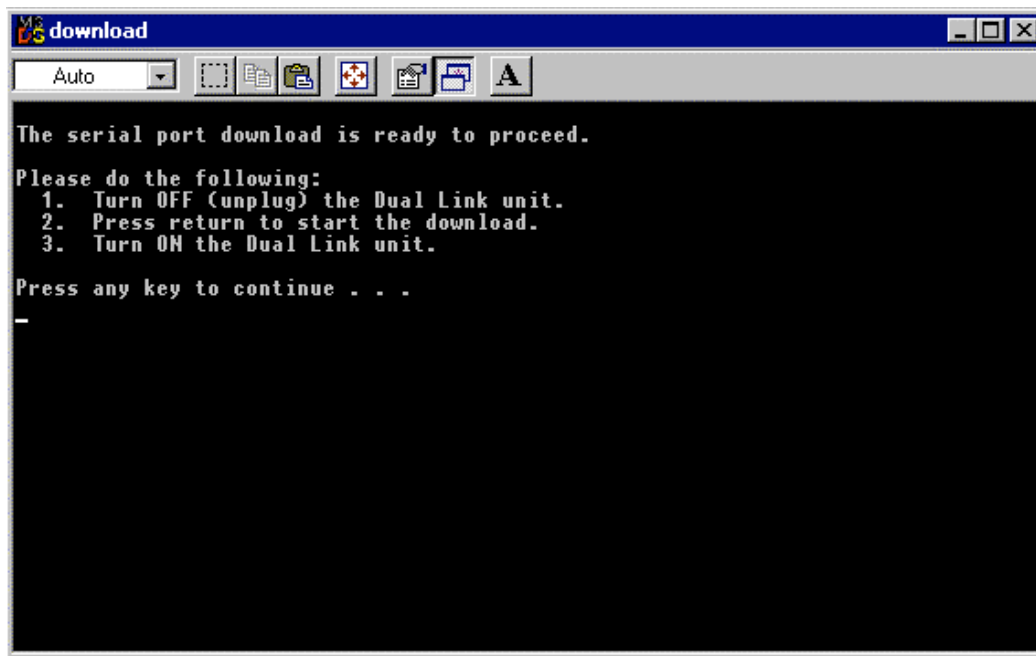 download
Auto
A
The serial port download is ready to proceed.
Please do the following:
1. Turn OFF (unplug) the Dual Link unit.
2. Press return to start the download.
3. Turn ON the Dual Link unit.
Press any key to continue . . .